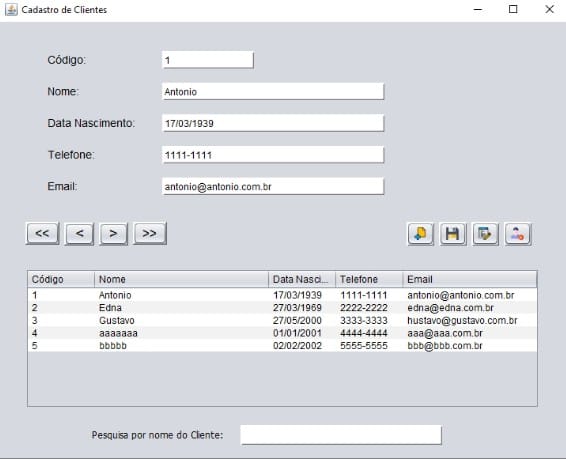 Cadastro de Clientes
Código: 1
Nome: Antonio
Data Nascimento: 17/03/1939
Telefone: 1111-1111
Email: antonio@antonio.com.br
<< < > >>
Código Nome Data Nasci... Telefone Email
1 Antonio 17/03/1939 1111-1111 antonio@antonio.com.br
2 Edna 27/03/1969 2222-2222 edna@edna.com.br
3 Gustavo 27/05/2000 3333-3333 hustavo@gustavo.com.br
4 aaaaaaa 01/01/2001 4444-4444 aaa@aaa.com.br
5 bbbbb 02/02/2002 5555-5555 bbb@bbb.com.br
Pesquisa por nome do Cliente: